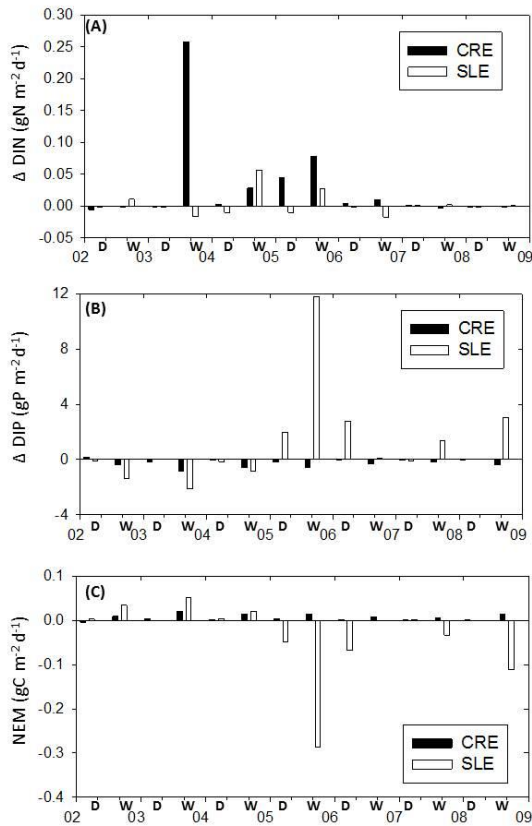 (A)
Δ DIN (gN m⁻² d⁻¹)
0.30
0.25
0.20
0.15
0.10
0.05
0.00
-0.05
CRE
SLE
D W D W D W D W D W D W D W
02 03 04 05 06 07 08 09
(B)
Δ DIP (gP m⁻² d⁻¹)
12
8
4
0
-4
CRE
SLE
D W D W D W D W D W D W D W
02 03 04 05 06 07 08 09
(C)
NEM (gC m⁻² d⁻¹)
0.1
0.0
-0.1
-0.2
-0.3
-0.4
CRE
SLE
D W D W D W D W D W D W D W
02 03 04 05 06 07 08 09